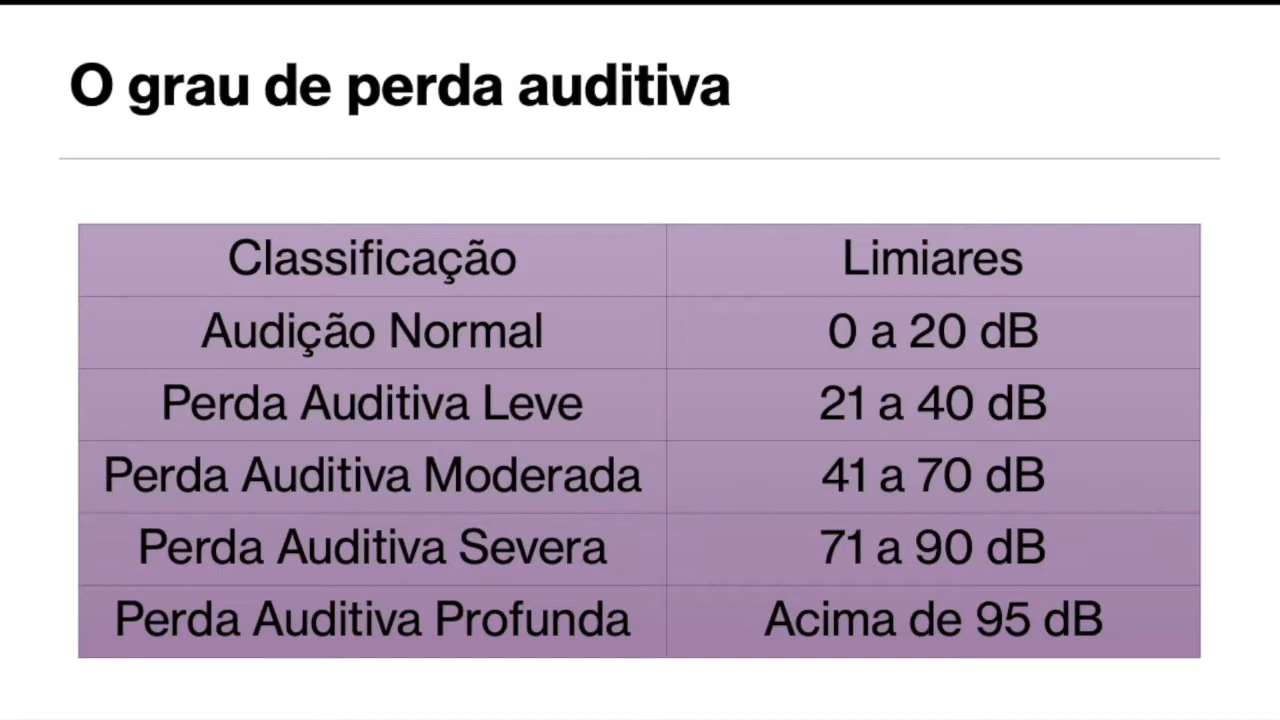 O grau de perda auditiva
Classificação Limiares
Audição Normal 0 a 20 dB
Perda Auditiva Leve 21 a 40 dB
Perda Auditiva Moderada 41 a 70 dB
Perda Auditiva Severa 71 a 90 dB
Perda Auditiva Profunda Acima de 95 dB